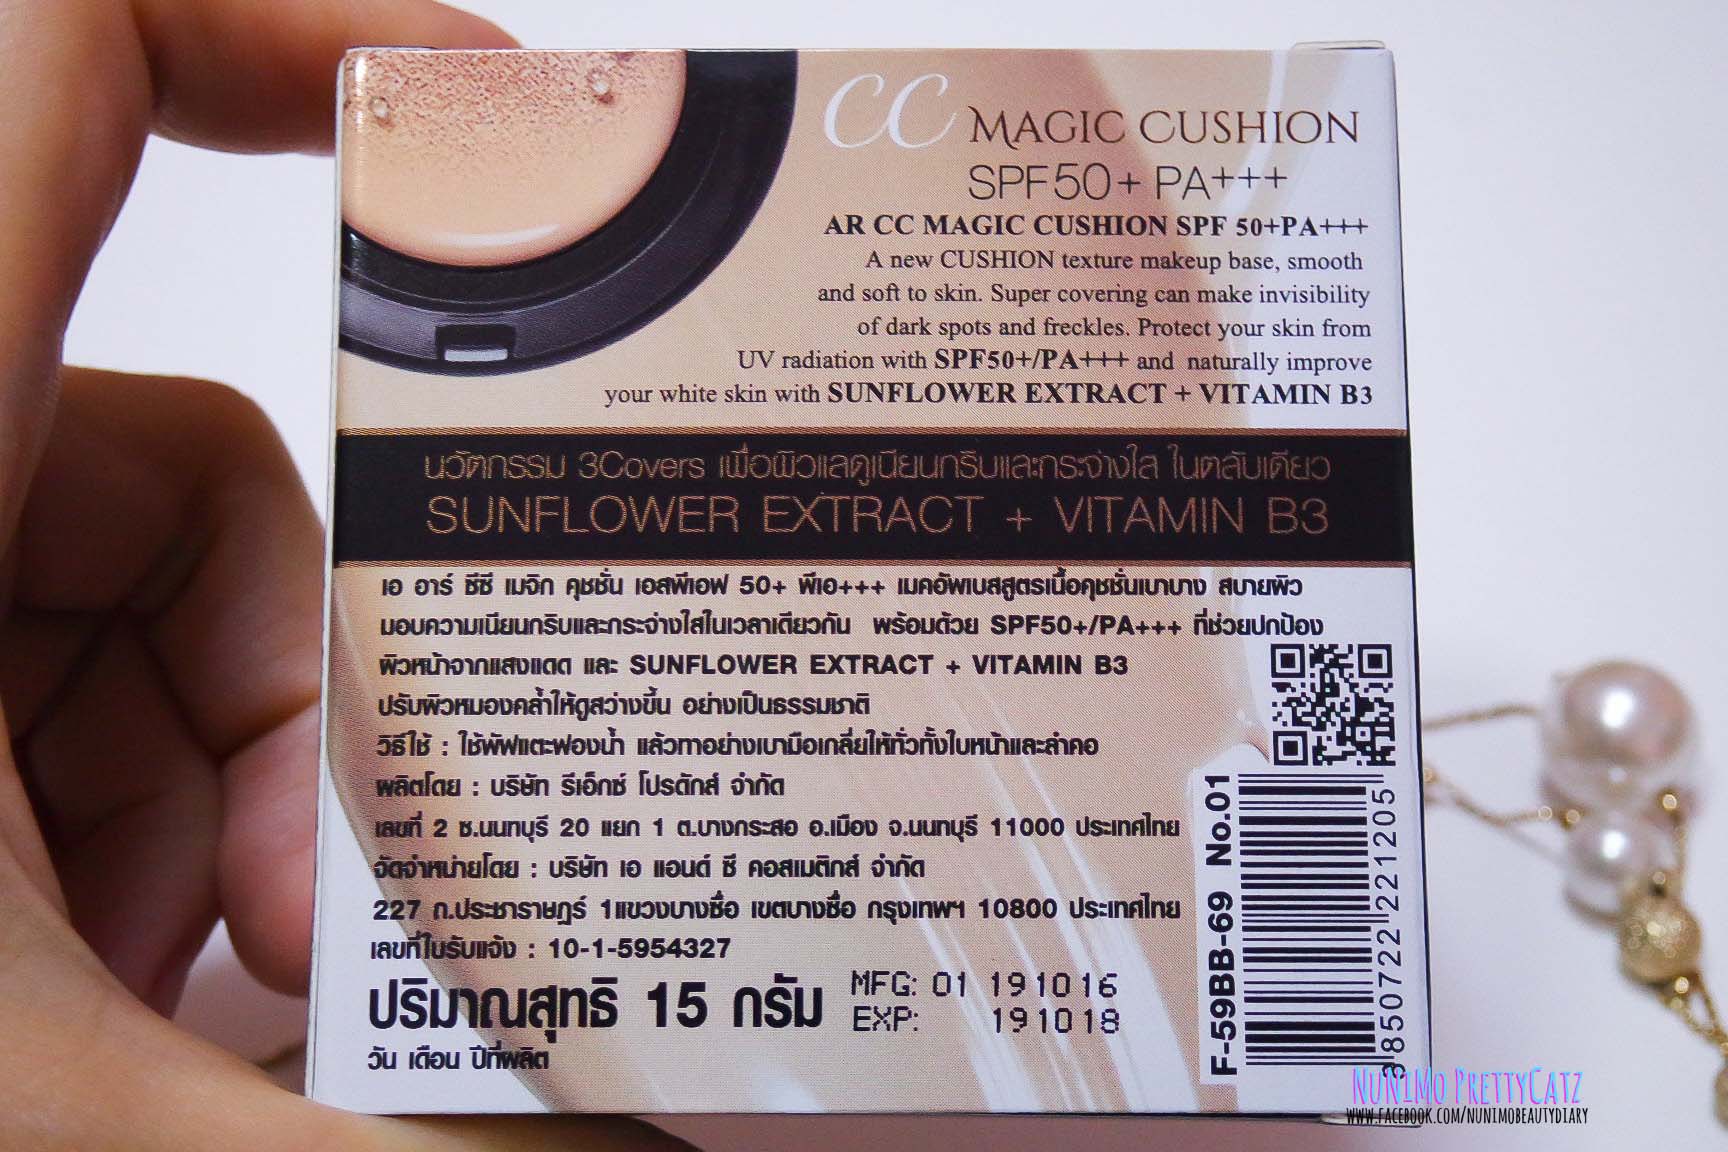 CC MAGIC CUSHION
SPF50+ PA+++
AR CC MAGIC CUSHION SPF 50+PA+++
A new CUSHION texture makeup base, smooth
and soft to skin. Super covering can make invisibility
of dark spots and freckles. Protect your skin from
UV radiation with SPF50+/PA+++ and naturally improve
your white skin with SUNFLOWER EXTRACT + VITAMIN B3
นวัตกรรม 3Covers เพื่อผิวแลดูเนียนกริบและกระจ่างใส ในตลับเดียว
SUNFLOWER EXTRACT + VITAMIN B3
เอ อาร์ ซีซี เมจิก คุชชั่น เอสพีเอฟ 50+ พีเอ+++ เมคอัพเบสสูตรเนื้อคุชชั่นเบาบาง สบายผิว
มอบความเนียนกริบและกระจ่างใสในเวลาเดียวกัน พร้อมด้วย SPF50+/PA+++ ที่ช่วยปกป้อง
ผิวหน้าจากแสงแดด และ SUNFLOWER EXTRACT + VITAMIN B3
ปรับผิวหมองคล้ำให้ดูสว่างขึ้น อย่างเป็นธรรมชาติ
วิธีใช้ : ใช้พัฟแตะฟองน้ำ แล้วทาอย่างเบามือเกลี่ยให้ทั่วทั้งใบหน้าและลำคอ
ผลิตโดย : บริษัท รีเอ็กซ์ โปรดักส์ จำกัด
เลขที่ 2 ซ.นนทบุรี 20 แยก 1 ต.บางกระสอ อ.เมือง จ.นนทบุรี 11000 ประเทศไทย
จัดจำหน่ายโดย : บริษัท เอ แอนด์ ซี คอสเมติกส์ จำกัด
227 ถ.ประชาราษฎร์ 1แขวงบางซื่อ เขตบางซื่อ กรุงเทพฯ 10800 ประเทศไทย
เลขที่ใบรับแจ้ง : 10-1-5954327
ปริมาณสุทธิ 15 กรัม
MFG: 01 191016
EXP: 191018
วัน เดือน ปีที่ผลิต
F-59BB-69 No.01
3 850722 221205
NUNIMO PRETTYCATZ
WWW.FACEBOOK.COM/NUNIMOBEAUTYDIARY